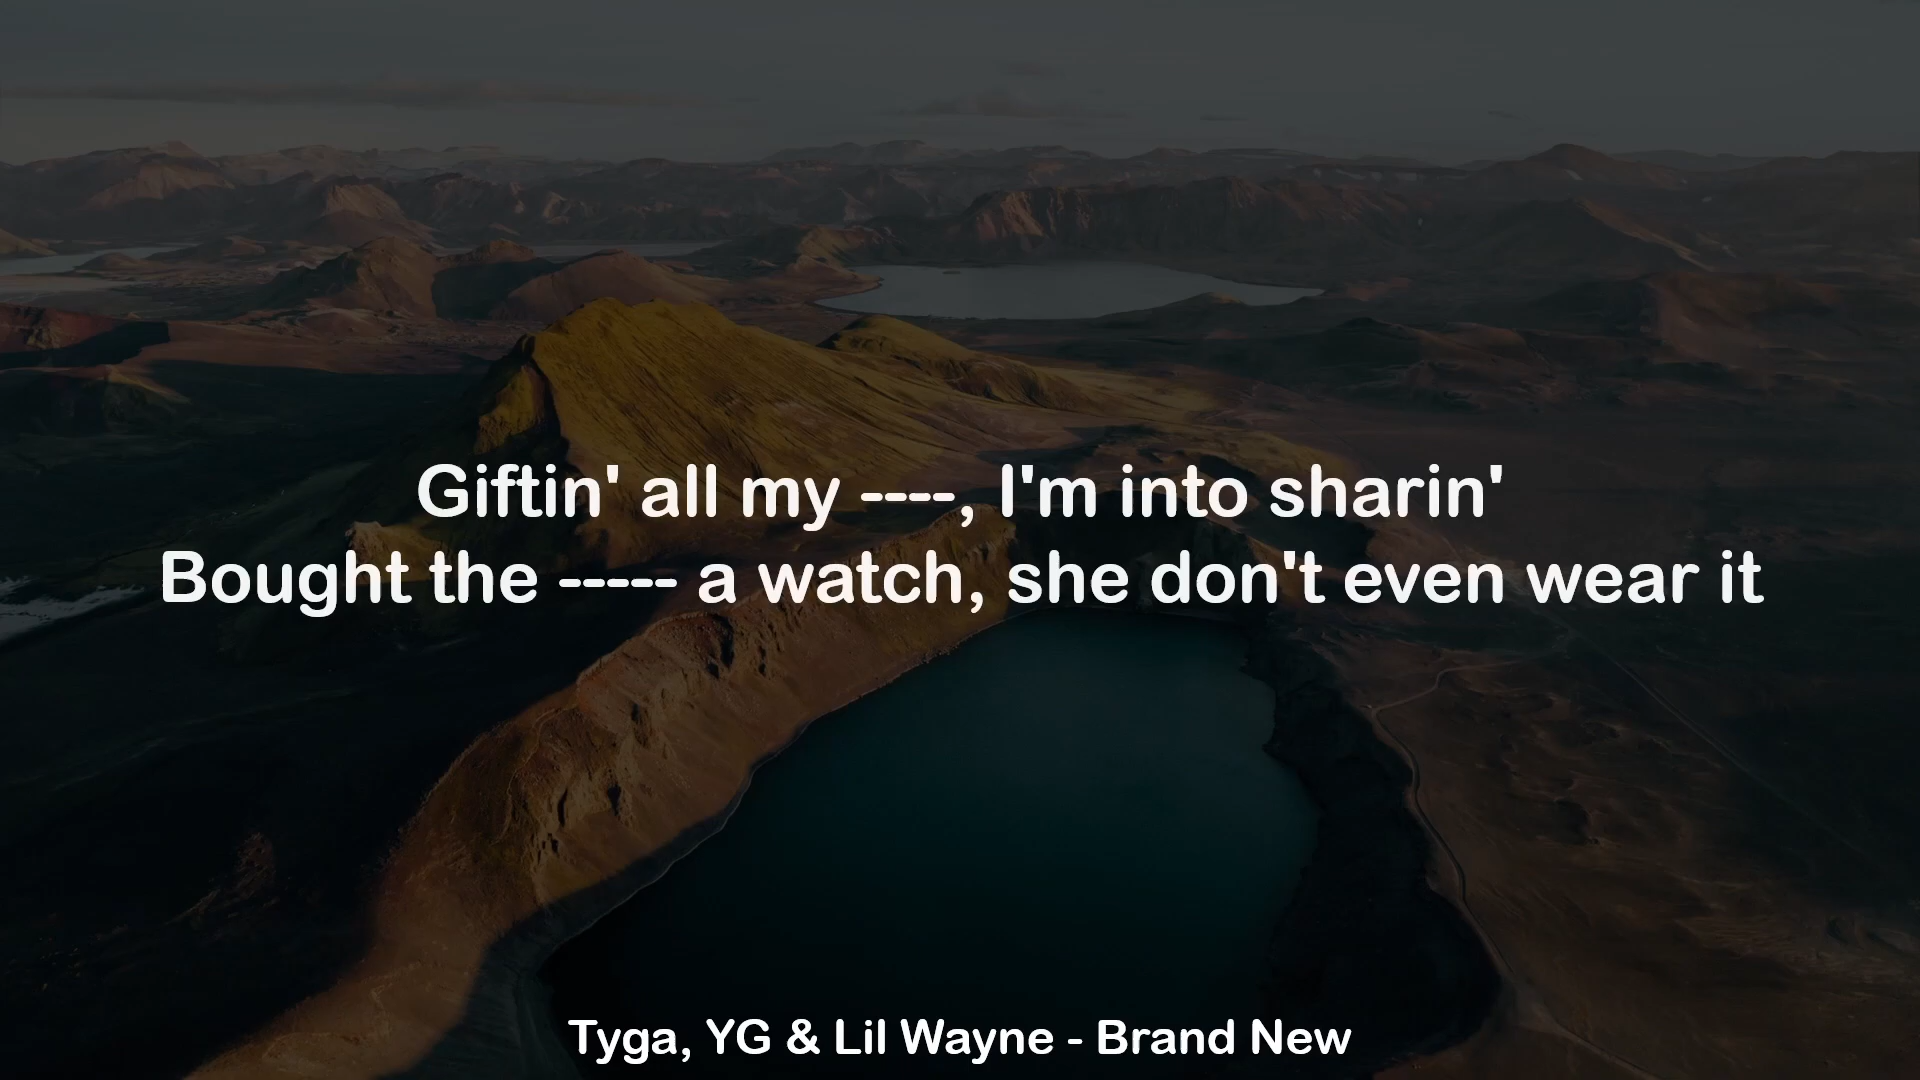 Giftin' all my ----, I'm into sharin'
Bought the ----- a watch, she don't even wear it
Tyga, YG & Lil Wayne - Brand New